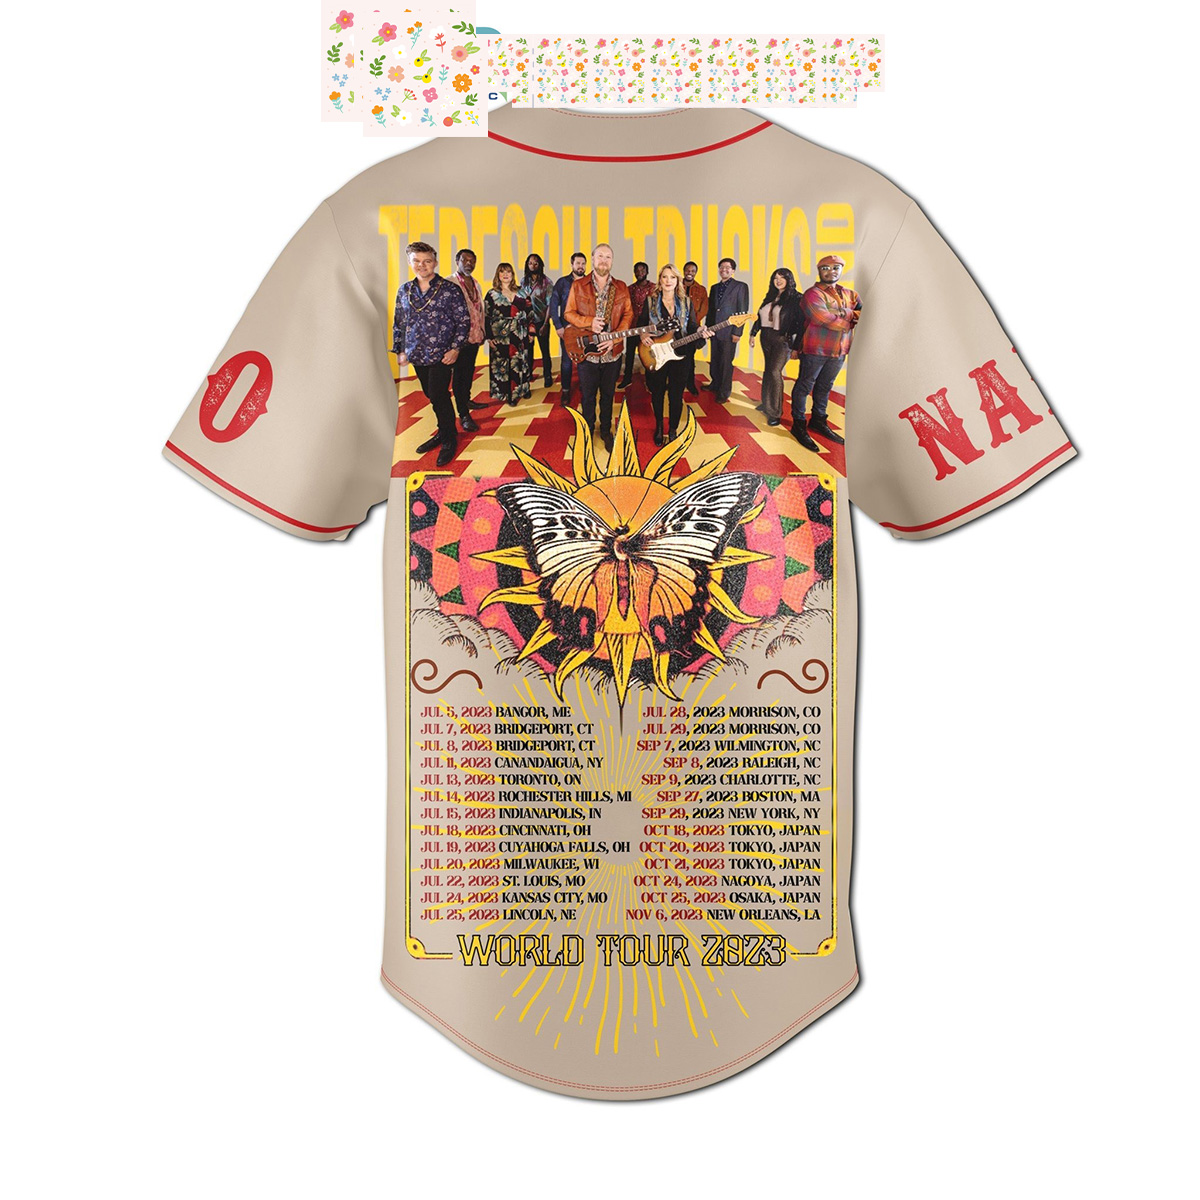 TEDESCHI TRUCKS
O
NA
JUL 5, 2023 BANGOR, ME
JUL 7, 2023 BRIDGEPORT, CT
JUL 8, 2023 BRIDGEPORT, CT
JUL 11, 2023 CANANDAIGUA, NY
JUL 13, 2023 TORONTO, ON
JUL 14, 2023 ROCHESTER HILLS, MI
JUL 15, 2023 INDIANAPOLIS, IN
JUL 18, 2023 CINCINNATI, OH
JUL 19, 2023 CUYAHOGA FALLS, OH
JUL 20, 2023 MILWAUKEE, WI
JUL 22, 2023 ST. LOUIS, MO
JUL 24, 2023 KANSAS CITY, MO
JUL 25, 2023 LINCOLN, NE
JUL 28, 2023 MORRISON, CO
JUL 29, 2023 MORRISON, CO
SEP 7, 2023 WILMINGTON, NC
SEP 8, 2023 RALEIGH, NC
SEP 9, 2023 CHARLOTTE, NC
SEP 27, 2023 BOSTON, MA
SEP 29, 2023 NEW YORK, NY
OCT 18, 2023 TOKYO, JAPAN
OCT 20, 2023 TOKYO, JAPAN
OCT 21, 2023 TOKYO, JAPAN
OCT 24, 2023 NAGOYA, JAPAN
OCT 25, 2023 OSAKA, JAPAN
NOV 6, 2023 NEW ORLEANS, LA
WORLD TOUR 2023